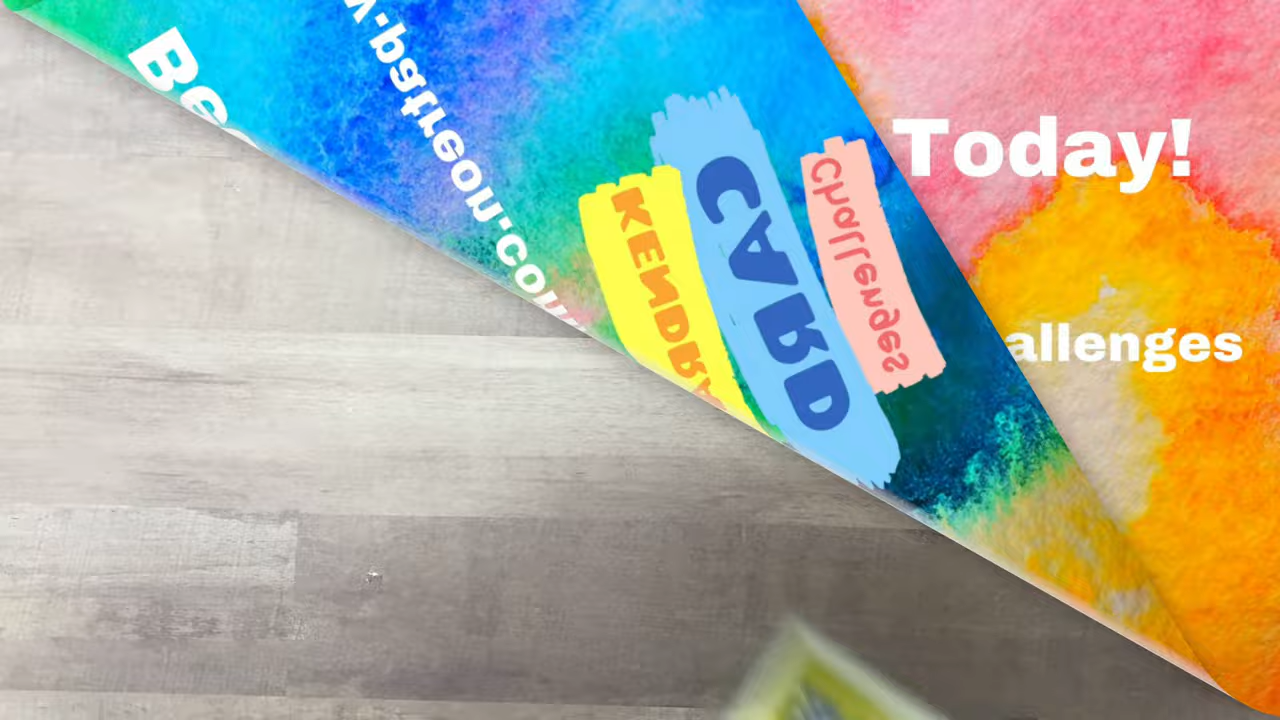 Be
.patreon.com
KENDRA
CARD
Challenges
Today!
allenges